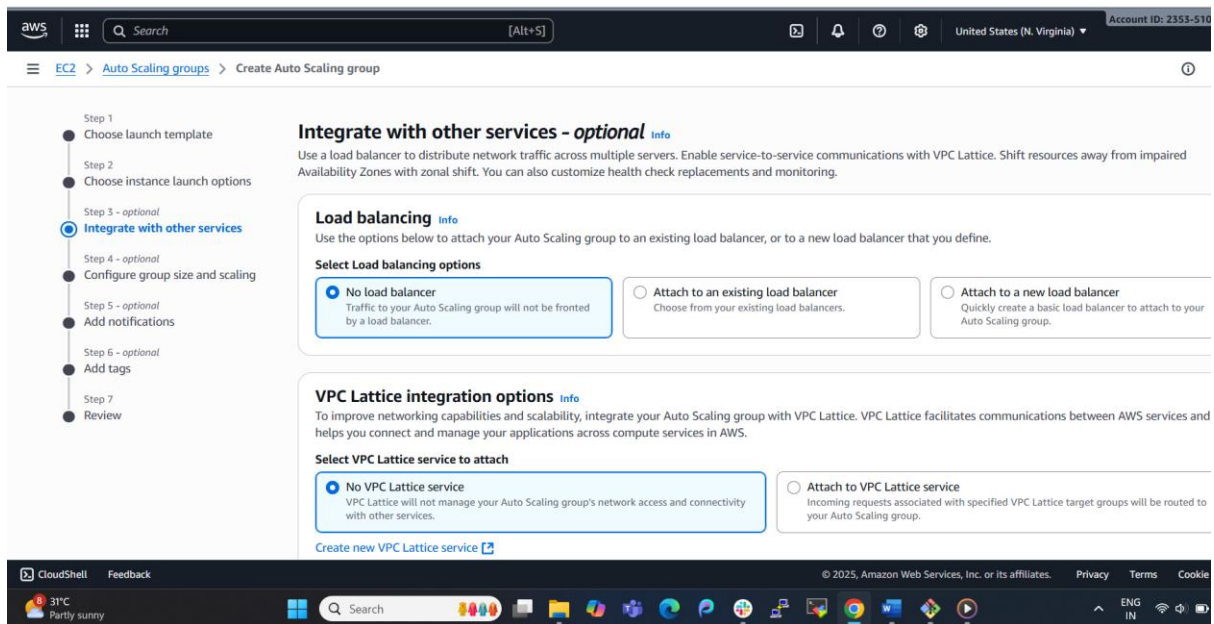 aws
Search
[Alt+S]
United States (N. Virginia)
Account ID: 2353-510
EC2 > Auto Scaling groups > Create Auto Scaling group
Step 1
Choose launch template
Step 2
Choose instance launch options
Step 3 - optional
Integrate with other services
Step 4 - optional
Configure group size and scaling
Step 5 - optional
Add notifications
Step 6 - optional
Add tags
Step 7
Review
Integrate with other services - optional Info
Use a load balancer to distribute network traffic across multiple servers. Enable service-to-service communications with VPC Lattice. Shift resources away from impaired
Availability Zones with zonal shift. You can also customize health check replacements and monitoring.
Load balancing Info
Use the options below to attach your Auto Scaling group to an existing load balancer, or to a new load balancer that you define.
Select Load balancing options
No load balancer
Traffic to your Auto Scaling group will not be fronted
by a load balancer.
Attach to an existing load balancer
Choose from your existing load balancers.
Attach to a new load balancer
Quickly create a basic load balancer to attach to your
Auto Scaling group.
VPC Lattice integration options Info
To improve networking capabilities and scalability, integrate your Auto Scaling group with VPC Lattice. VPC Lattice facilitates communications between AWS services and
helps you connect and manage your applications across compute services in AWS.
Select VPC Lattice service to attach
No VPC Lattice service
VPC Lattice will not manage your Auto Scaling group's network access and connectivity
with other services.
Attach to VPC Lattice service
Incoming requests associated with specified VPC Lattice target groups will be routed to
your Auto Scaling group.
Create new VPC Lattice service
CloudShell Feedback
© 2025, Amazon Web Services, Inc. or its affiliates. Privacy Terms Cookie
8
31°C
Partly sunny
Search
ENG
IN